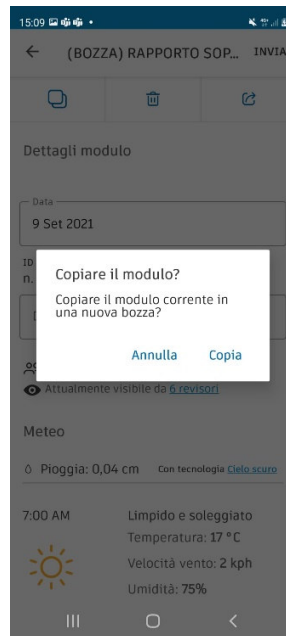 15:09
(BOZZA) RAPPORTO SOP... INVIA
Dettagli modulo
Data
9 Set 2021
ID
n.
Copiare il modulo?
Copiare il modulo corrente in
una nuova bozza?
Annulla Copia
Attualmente visibile da 6 revisori
Meteo
Pioggia: 0,04 cm Con tecnologia Cielo scuro
7:00 AM Limpido e soleggiato
Temperatura: 17 °C
Velocità vento: 2 kph
Umidità: 75%